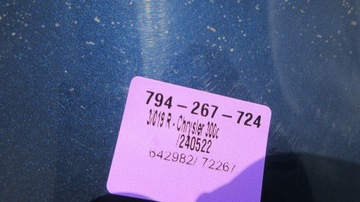 794-267-724
3/019 R - Chrysler 300c
/240522
642982/ 7226/